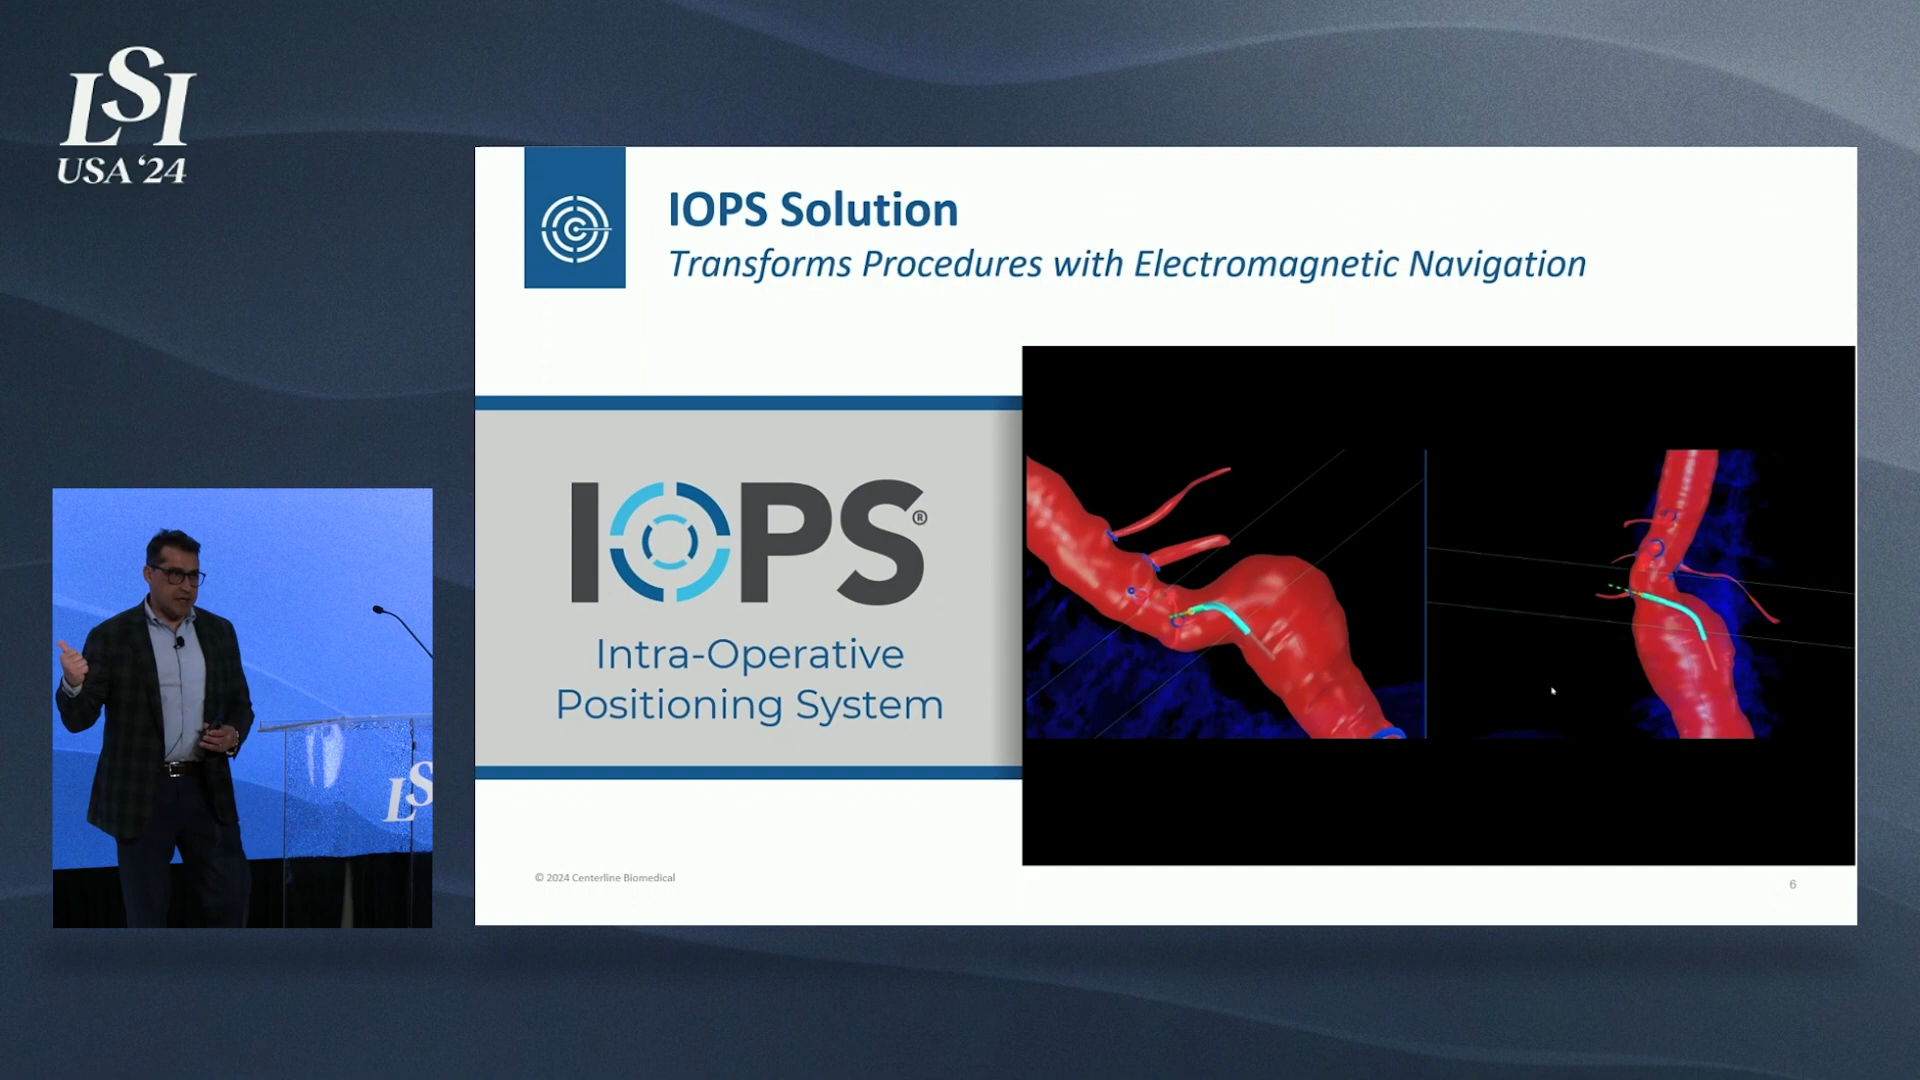 LSI
USA '24
IOPS Solution
Transforms Procedures with Electromagnetic Navigation
IOPS®
Intra-Operative
Positioning System
© 2024 Centerline Biomedical
6
LS